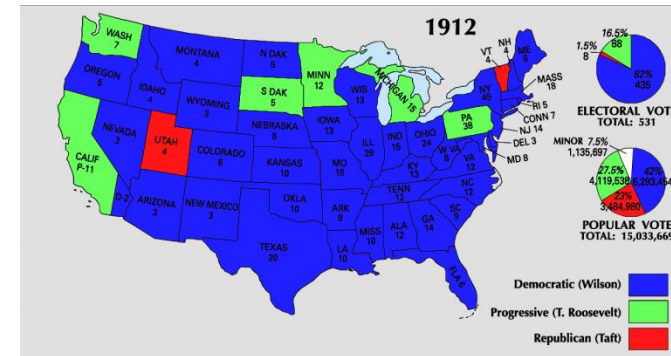 1912
WASH
7
OREGON
5
CALIF
P-11
D-2
NEVADA
3
IDAHO
4
MONTANA
4
WYOMING
3
UTAH
4
ARIZONA
3
COLORADO
6
NEW MEXICO
3
N DAK
5
S DAK
5
NEBRASKA
8
KANSAS
10
OKLA
10
TEXAS
20
MINN
12
IOWA
13
MO
18
ARK
9
LA
10
WIS
13
ILL
29
MICHIGAN 15
IND
15
OHIO
24
KY
13
TENN
12
MISS
10
ALA
12
GA
14
FLA 6
SC
9
NC
12
VA
12
W VA
8
PA
38
NY
45
VT
4
NH
4
ME
6
MASS
18
RI 5
CONN 7
NJ 14
DEL 3
MD 8
16.5%
88
1.5%
8
82%
435
ELECTORAL VOT
TOTAL: 531
MINOR 7.5%
1,135,697
27.5%
4,119,538
42%
6,293,454
23%
3,484,980
POPULAR VOTE
TOTAL: 15,033,669
Democratic (Wilson)
Progressive (T. Roosevelt)
Republican (Taft)